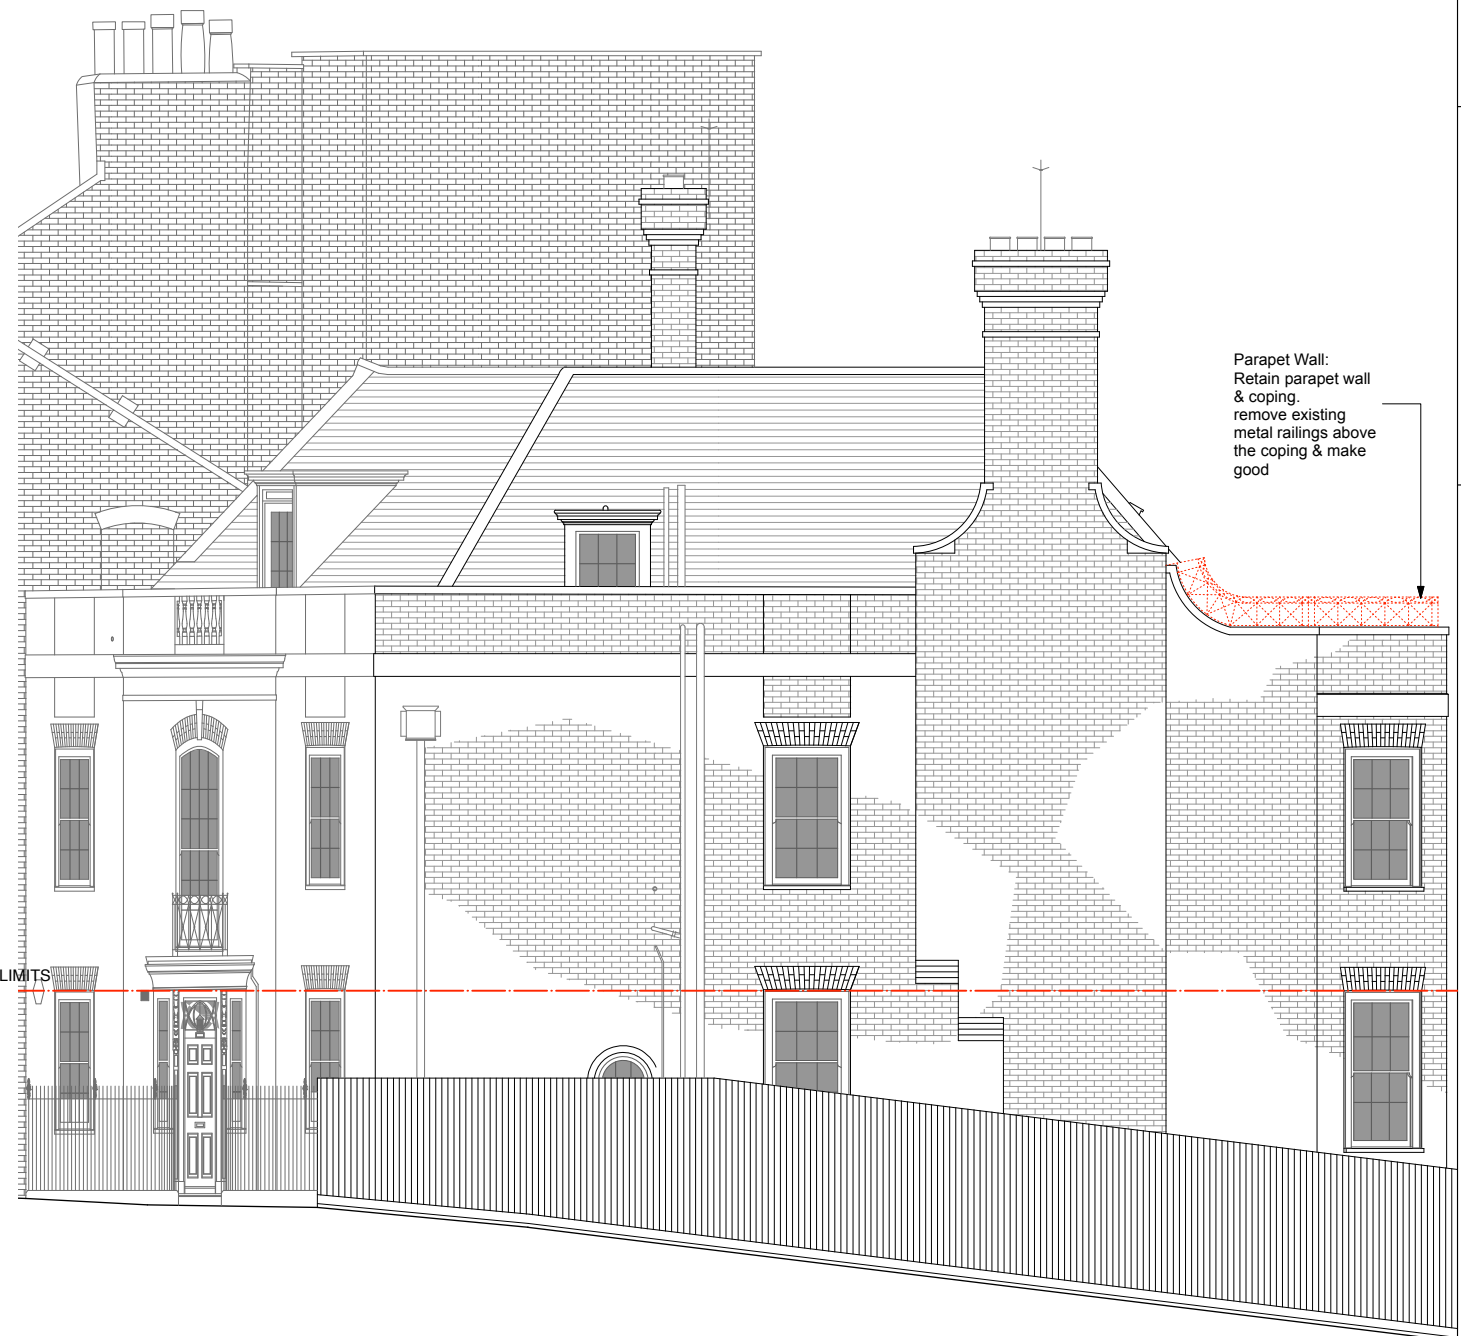 Parapet Wall:
Retain parapet wall
& coping.
remove existing
metal railings above
the coping & make
good
LIMITS